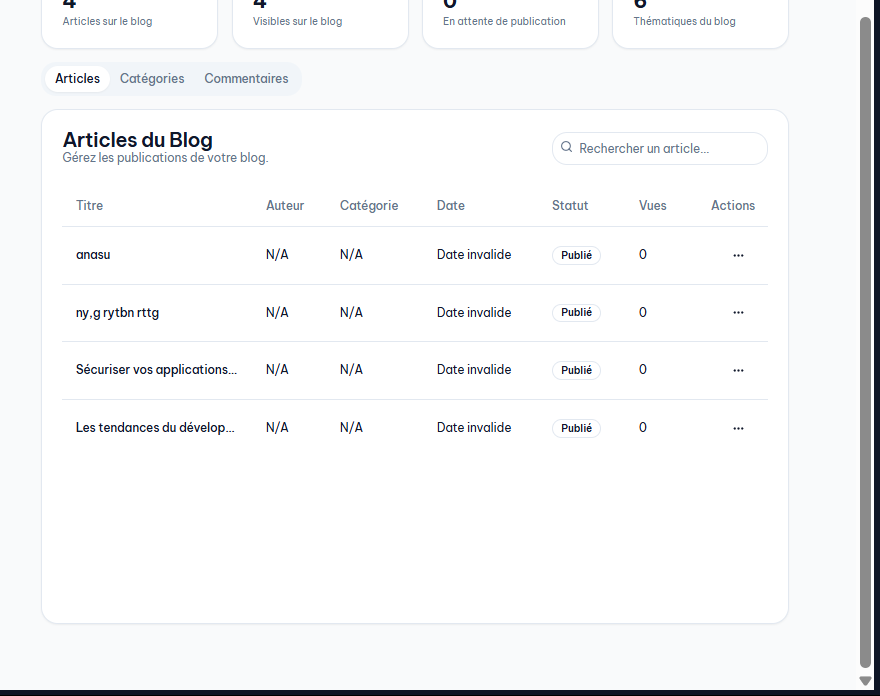 4 4 0 6
Articles sur le blog Visibles sur le blog En attente de publication Thématiques du blog
Articles Catégories Commentaires
Articles du Blog
Gérez les publications de votre blog.
Rechercher un article...
Titre Auteur Catégorie Date Statut Vues Actions
anasu N/A N/A Date invalide Publié 0 ...
ny,g rytbn rttg N/A N/A Date invalide Publié 0 ...
Sécuriser vos applications... N/A N/A Date invalide Publié 0 ...
Les tendances du dévelop... N/A N/A Date invalide Publié 0 ...